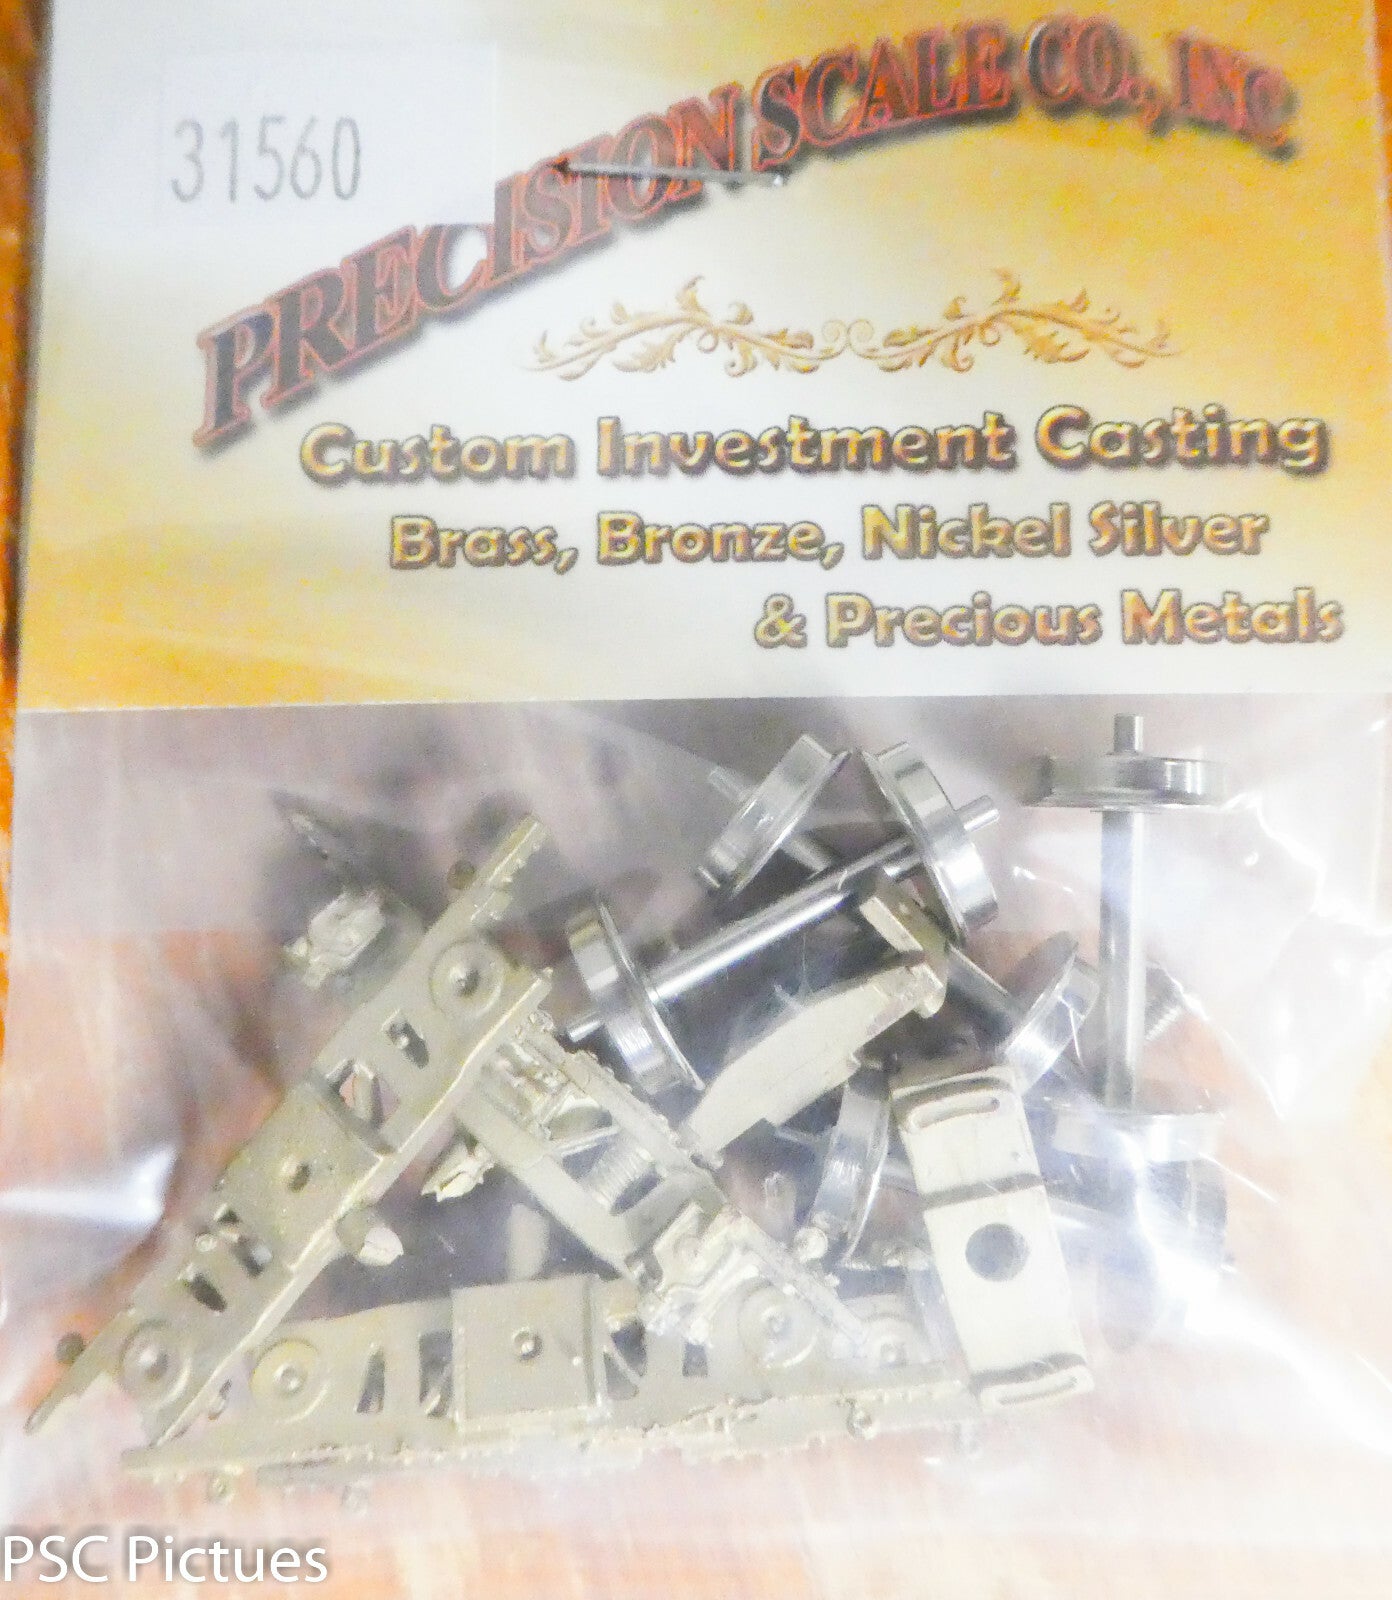 31560
PRECISION SCALE CO., INC
Custom Investment Casting
Brass, Bronze, Nickel Silver
& Precious Metals
PSC Pictues